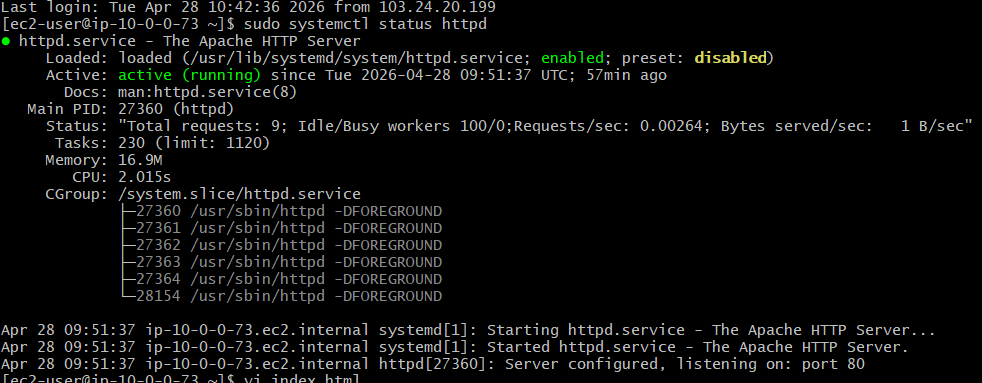 Last login: Tue Apr 28 10:42:36 2026 from 103.24.20.199
[ec2-user@ip-10-0-0-73 ~]$ sudo systemctl status httpd
● httpd.service - The Apache HTTP Server
     Loaded: loaded (/usr/lib/systemd/system/httpd.service; enabled; preset: disabled)
     Active: active (running) since Tue 2026-04-28 09:51:37 UTC; 57min ago
       Docs: man:httpd.service(8)
   Main PID: 27360 (httpd)
     Status: "Total requests: 9; Idle/Busy workers 100/0;Requests/sec: 0.00264; Bytes served/sec:   1 B/sec"
      Tasks: 230 (limit: 1120)
     Memory: 16.9M
        CPU: 2.015s
     CGroup: /system.slice/httpd.service
             ├─27360 /usr/sbin/httpd -DFOREGROUND
             ├─27361 /usr/sbin/httpd -DFOREGROUND
             ├─27362 /usr/sbin/httpd -DFOREGROUND
             ├─27363 /usr/sbin/httpd -DFOREGROUND
             ├─27364 /usr/sbin/httpd -DFOREGROUND
             └─28154 /usr/sbin/httpd -DFOREGROUND

Apr 28 09:51:37 ip-10-0-0-73.ec2.internal systemd[1]: Starting httpd.service - The Apache HTTP Server...
Apr 28 09:51:37 ip-10-0-0-73.ec2.internal systemd[1]: Started httpd.service - The Apache HTTP Server.
Apr 28 09:51:37 ip-10-0-0-73.ec2.internal httpd[27360]: Server configured, listening on: port 80
[ec2-user@ip-10-0-0-73 ~]$ vi index.html